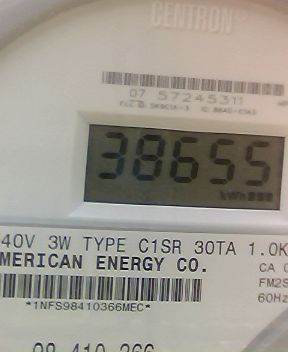 CENTRON®
07 57245311
38655
kWh
40V 3W TYPE C1SR 30TA 1.0K
MERICAN ENERGY CO.
CA 0
FM2S
60Hz
*1NFS98410366MEC*
98 410 366